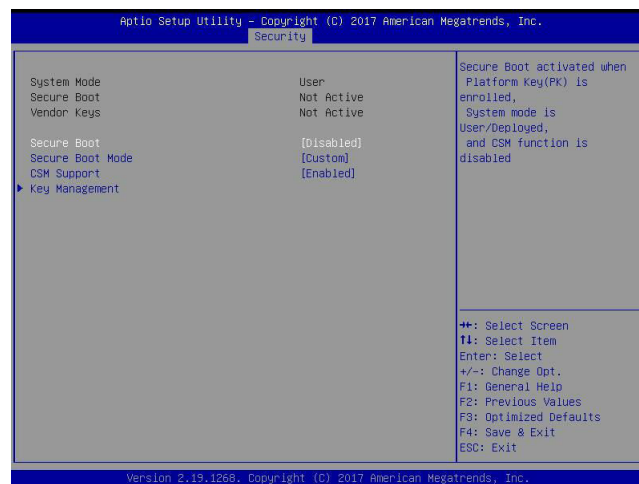 Aptio Setup Utility – Copyright (C) 2017 American Megatrends, Inc.
Security
System Mode User
Secure Boot Not Active
Vendor Keys Not Active
Secure Boot [Disabled]
Secure Boot Mode [Custom]
CSM Support [Enabled]
Key Management
Secure Boot activated when
Platform Key(PK) is
enrolled,
System mode is
User/Deployed,
and CSM function is
disabled
→←: Select Screen
↑↓: Select Item
Enter: Select
+/-: Change Opt.
F1: General Help
F2: Previous Values
F3: Optimized Defaults
F4: Save & Exit
ESC: Exit
Version 2.19.1268. Copyright (C) 2017 American Megatrends, Inc.